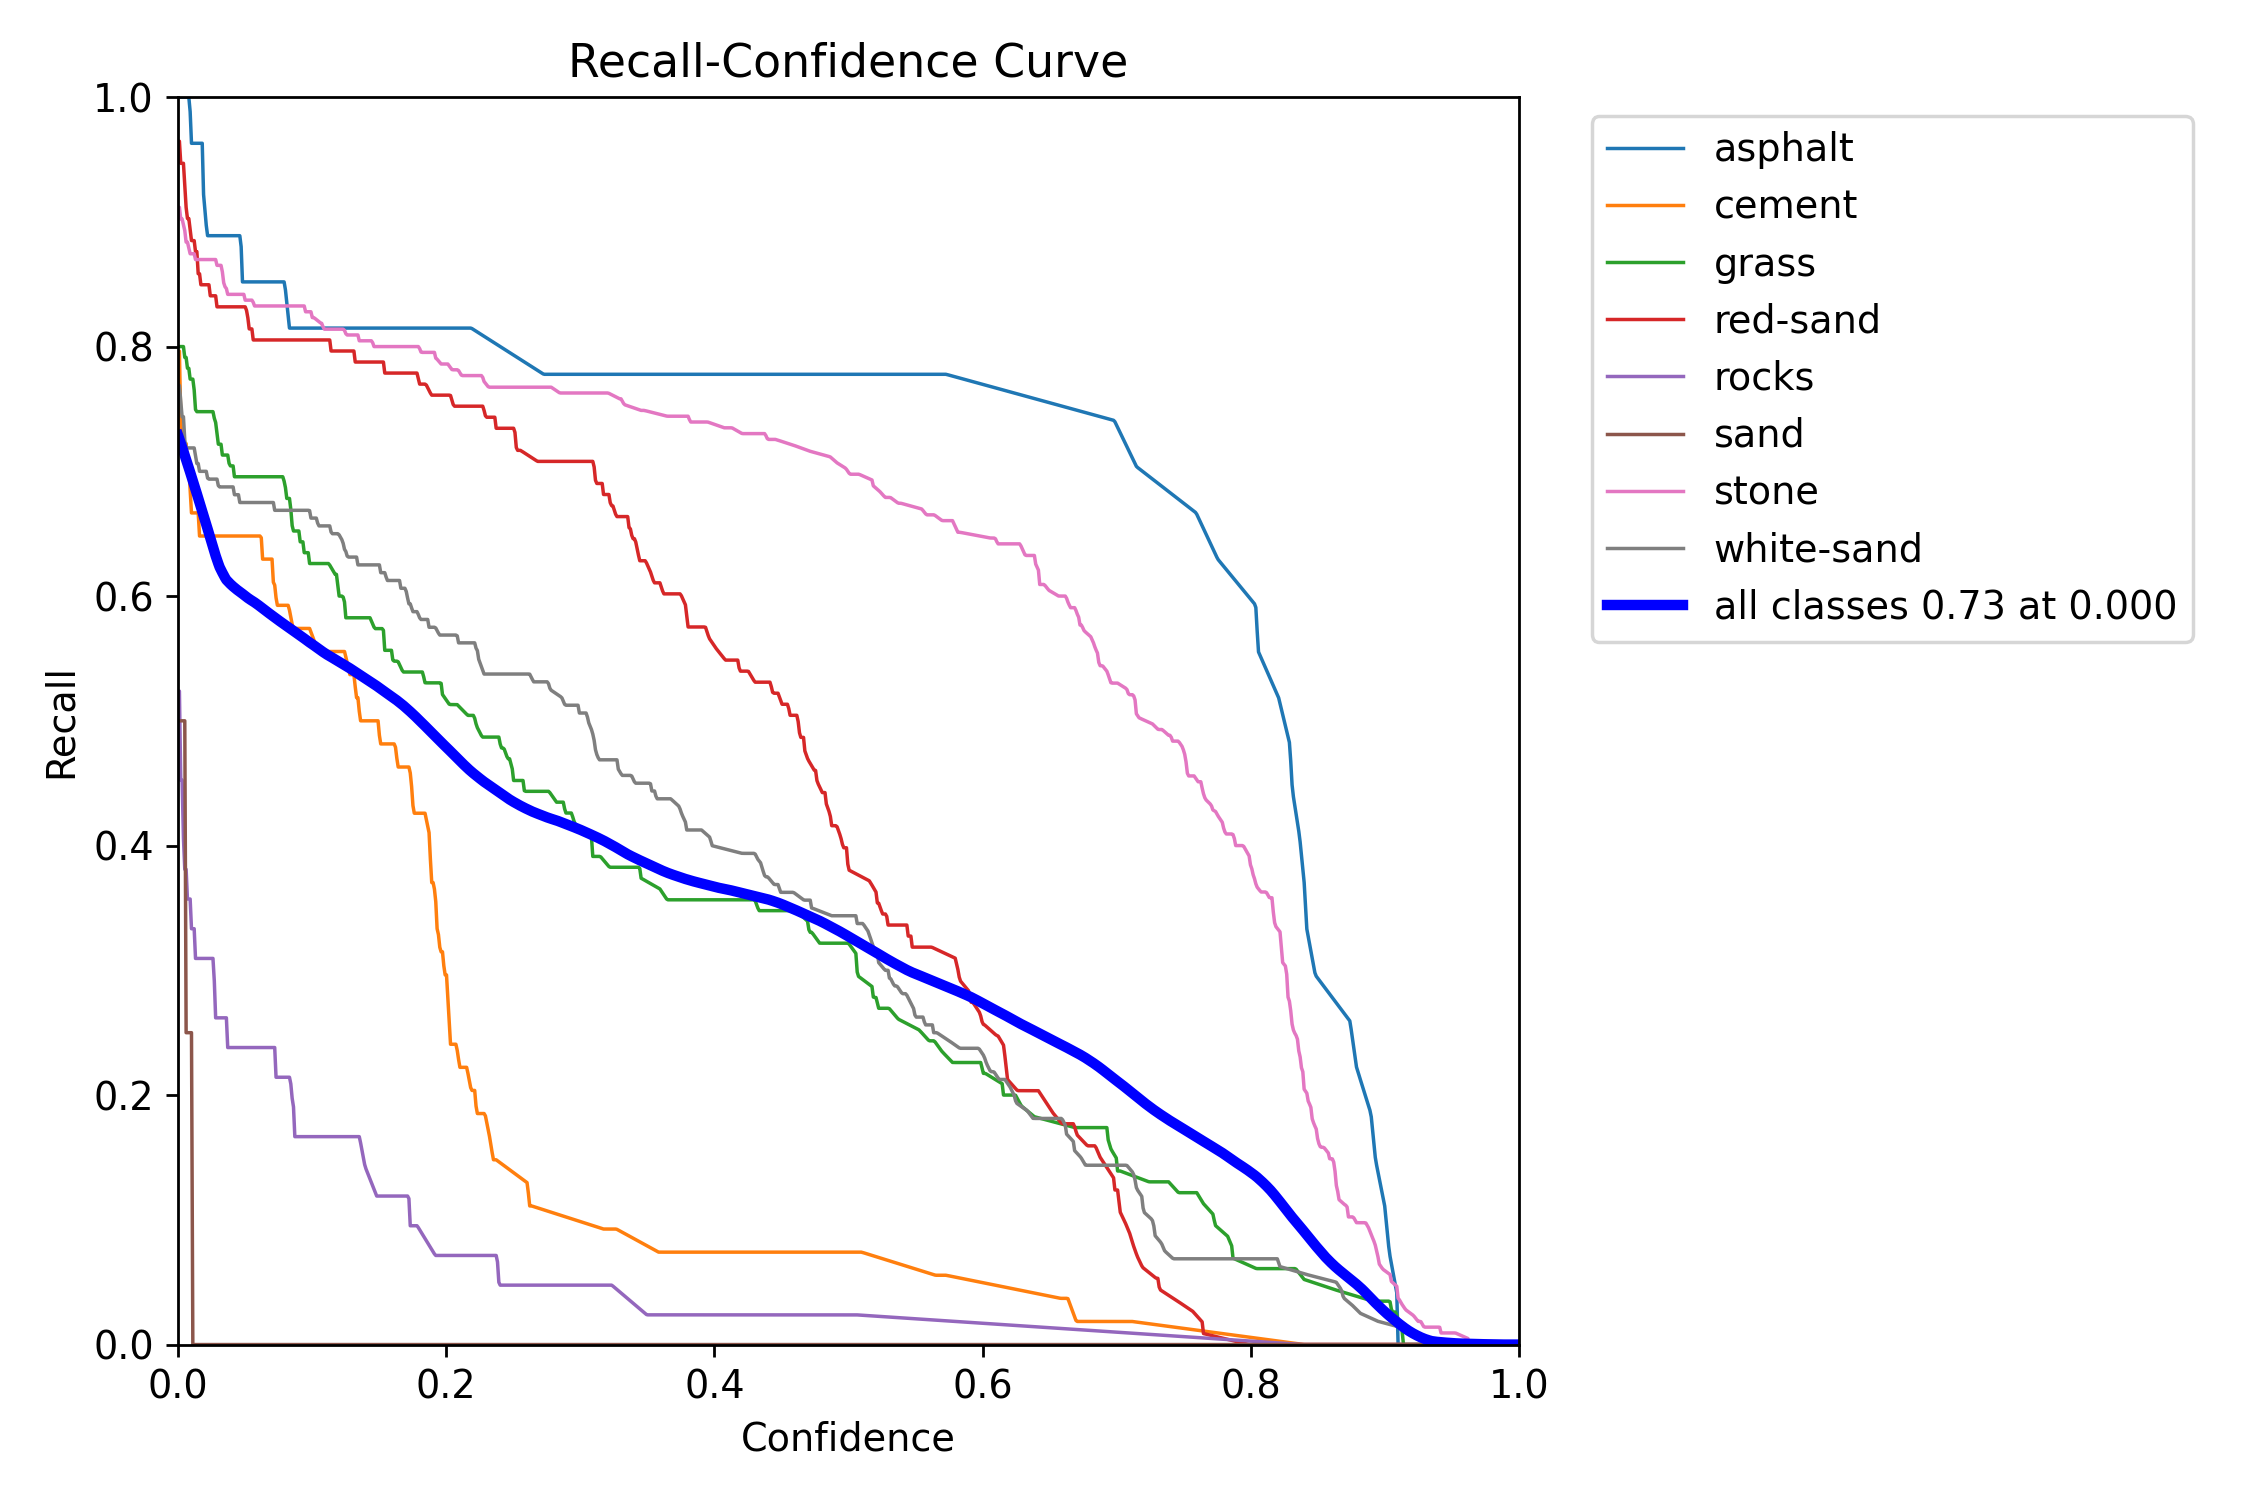 Recall-Confidence Curve
1.0
0.8
0.6
0.4
0.2
0.0
Recall
0.0 0.2 0.4 0.6 0.8 1.0
Confidence
asphalt
cement
grass
red-sand
rocks
sand
stone
white-sand
all classes 0.73 at 0.000